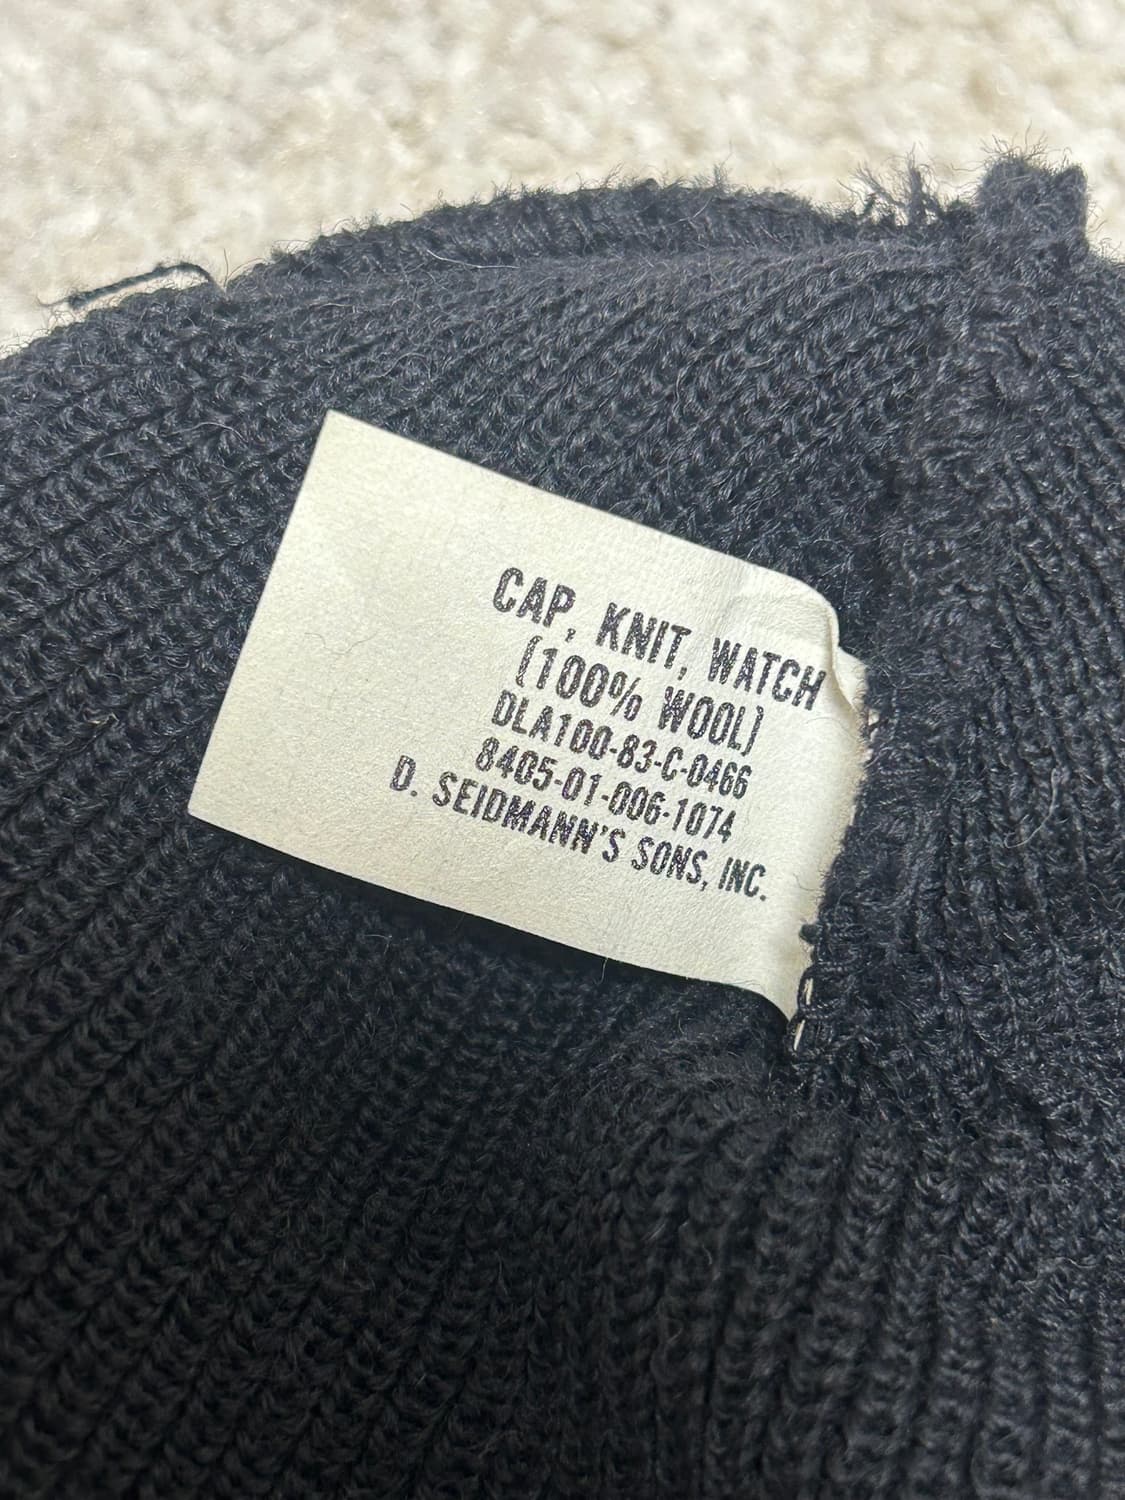 CAP, KNIT, WATCH
(100% WOOL)
DLA100-83-C-0466
8405-01-006-1074
D. SEIDMANN'S SONS, INC.